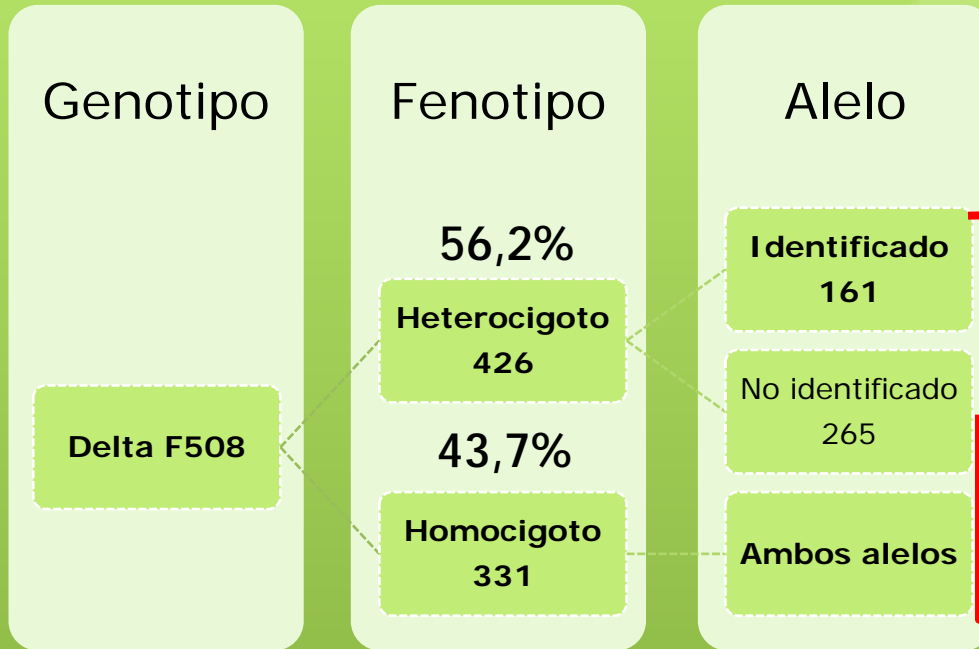 Genotipo
Fenotipo
Alelo
Delta F508
56,2%
Heterocigoto
426
43,7%
Homocigoto
331
Identificado
161
No identificado
265
Ambos alelos